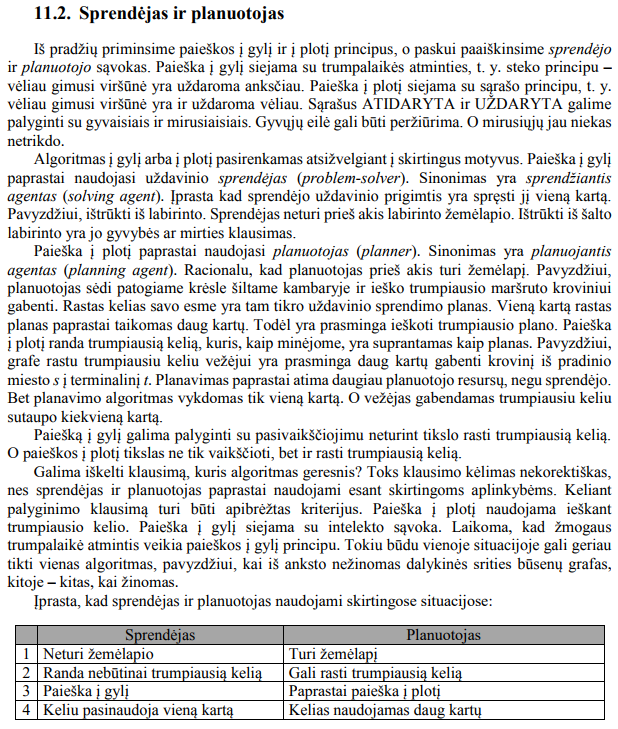 11.2. Sprendėjas ir planuotojas
Iš pradžių priminsime paieškos į gylį ir į plotį principus, o paskui paaiškinsime sprendėjo
ir planuotojo sąvokas. Paieška į gylį siejama su trumpalaikės atminties, t. y. steko principu –
vėliau gimusi viršūnė yra uždaroma anksčiau. Paieška į plotį siejama su sąrašo principu, t. y.
vėliau gimusi viršūnė yra ir uždaroma vėliau. Sąrašus ATIDARYTA ir UŽDARYTA galime
palyginti su gyvaisiais ir mirusiaisiais. Gyvųjų eilė gali būti peržiūrima. O mirusiųjų jau niekas
netrikdo.
Algoritmas į gylį arba į plotį pasirenkamas atsižvelgiant į skirtingus motyvus. Paieška į gylį
paprastai naudojasi uždavinio sprendėjas (problem-solver). Sinonimas yra sprendžiantis
agentas (solving agent). Įprasta kad sprendėjo uždavinio prigimtis yra spręsti jį vieną kartą.
Pavyzdžiui, ištrūkti iš labirinto. Sprendėjas neturi prieš akis labirinto žemėlapio. Ištrūkti iš šalto
labirinto yra jo gyvybės ar mirties klausimas.
Paieška į plotį paprastai naudojasi planuotojas (planner). Sinonimas yra planuojantis
agentas (planning agent). Racionalu, kad planuotojas prieš akis turi žemėlapį. Pavyzdžiui,
planuotojas sėdi patogiame krėsle šiltame kambaryje ir ieško trumpiausio maršruto kroviniui
gabenti. Rastas kelias savo esme yra tam tikro uždavinio sprendimo planas. Vieną kartą rastas
planas paprastai taikomas daug kartų. Todėl yra prasminga ieškoti trumpiausio plano. Paieška
į plotį randa trumpiausią kelią, kuris, kaip minėjome, yra suprantamas kaip planas. Pavyzdžiui,
grafe rastu trumpiausiu keliu vežėjui yra prasminga daug kartų gabenti krovinį iš pradinio
miesto s į terminalinį t. Planavimas paprastai atima daugiau planuotojo resursų, negu sprendėjo.
Bet planavimo algoritmas vykdomas tik vieną kartą. O vežėjas gabendamas trumpiausiu keliu
sutaupo kiekvieną kartą.
Paiešką į gylį galima palyginti su pasivaikščiojimu neturint tikslo rasti trumpiausią kelią.
O paieškos į plotį tikslas ne tik vaikščioti, bet ir rasti trumpiausią kelią.
Galima iškelti klausimą, kuris algoritmas geresnis? Toks klausimo kėlimas nekorektiškas,
nes sprendėjas ir planuotojas paprastai naudojami esant skirtingoms aplinkybėms. Keliant
palyginimo klausimą turi būti apibrėžtas kriterijus. Paieška į plotį naudojama ieškant
trumpiausio kelio. Paieška į gylį siejama su intelekto sąvoka. Laikoma, kad žmogaus
trumpalaikė atmintis veikia paieškos į gylį principu. Tokiu būdu vienoje situacijoje gali geriau
tikti vienas algoritmas, pavyzdžiui, kai iš anksto nežinomas dalykinės srities būsenų grafas,
kitoje – kitas, kai žinomas.
Įprasta, kad sprendėjas ir planuotojas naudojami skirtingose situacijose:
Sprendėjas Planuotojas
1 Neturi žemėlapio Turi žemėlapį
2 Randa nebūtinai trumpiausią kelią Gali rasti trumpiausią kelią
3 Paieška į gylį Paprastai paieška į plotį
4 Keliu pasinaudoja vieną kartą Kelias naudojamas daug kartų